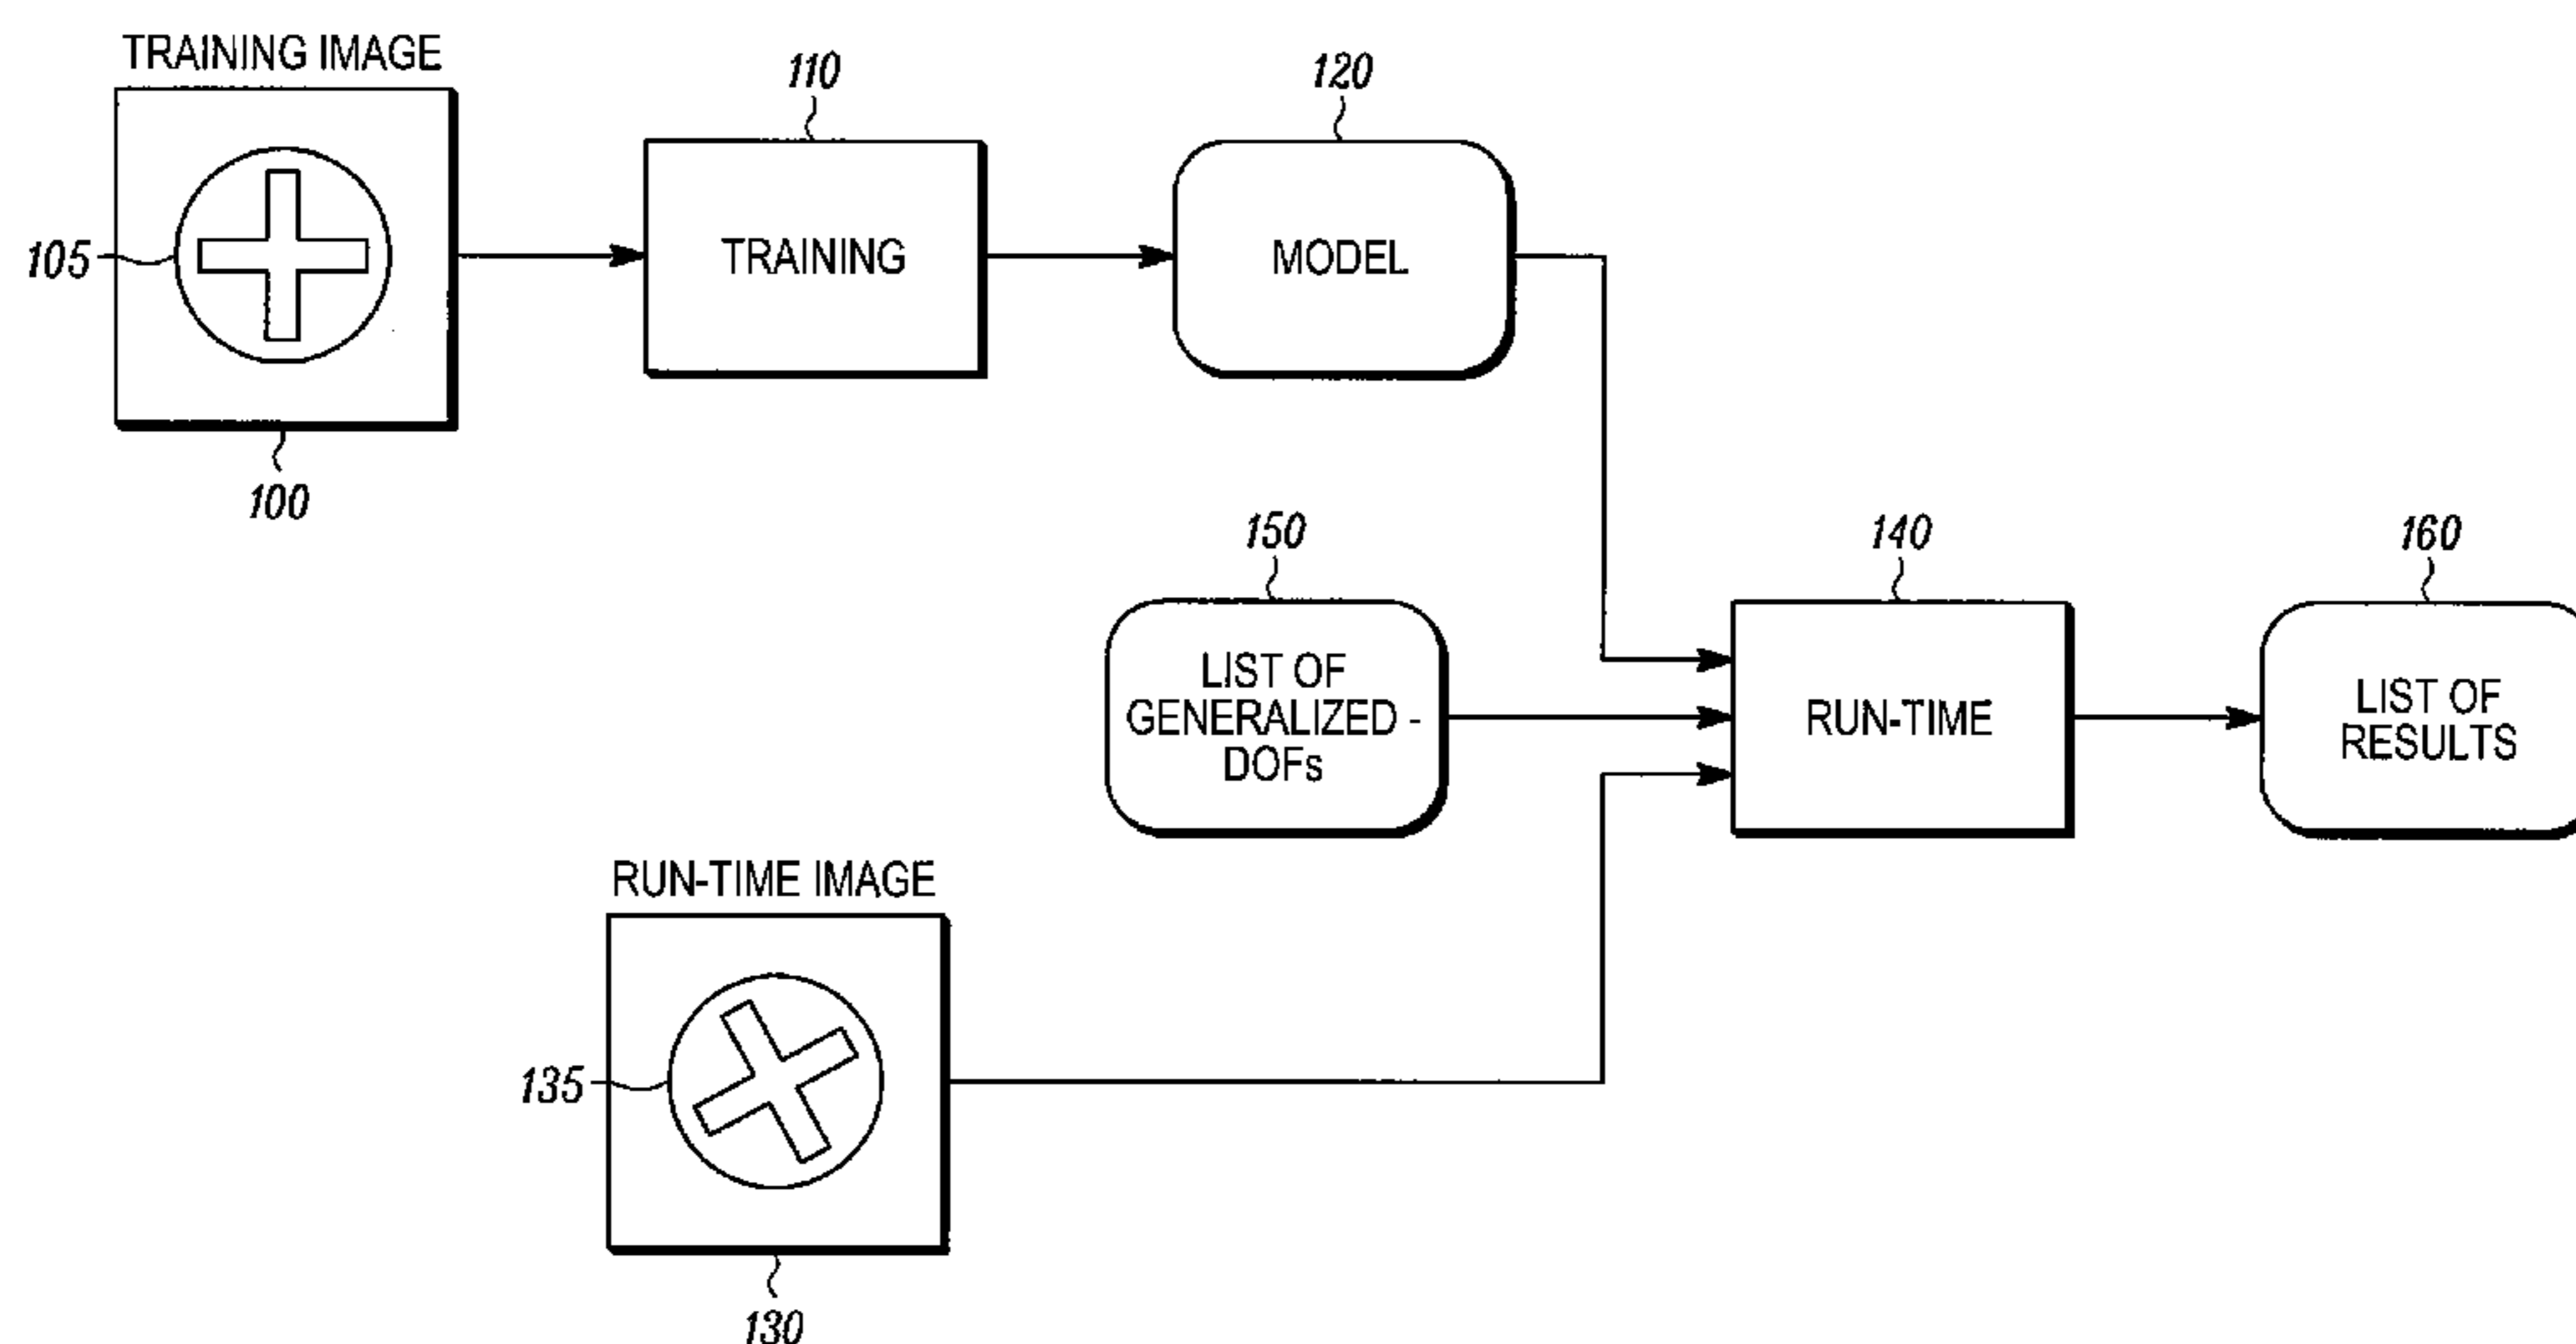 TRAINING IMAGE
110
120
105
TRAINING
MODEL
100
150
140
160
LIST OF
GENERALIZED -
DOFs
RUN-TIME
LIST OF
RESULTS
RUN-TIME IMAGE
135
130